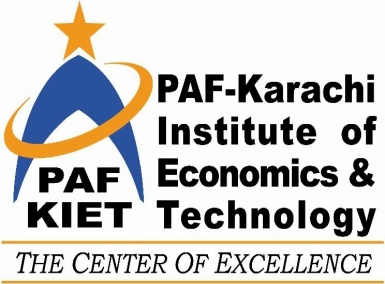 PAF
KIET
PAF-Karachi
Institute of
Economics &
Technology
THE CENTER OF EXCELLENCE